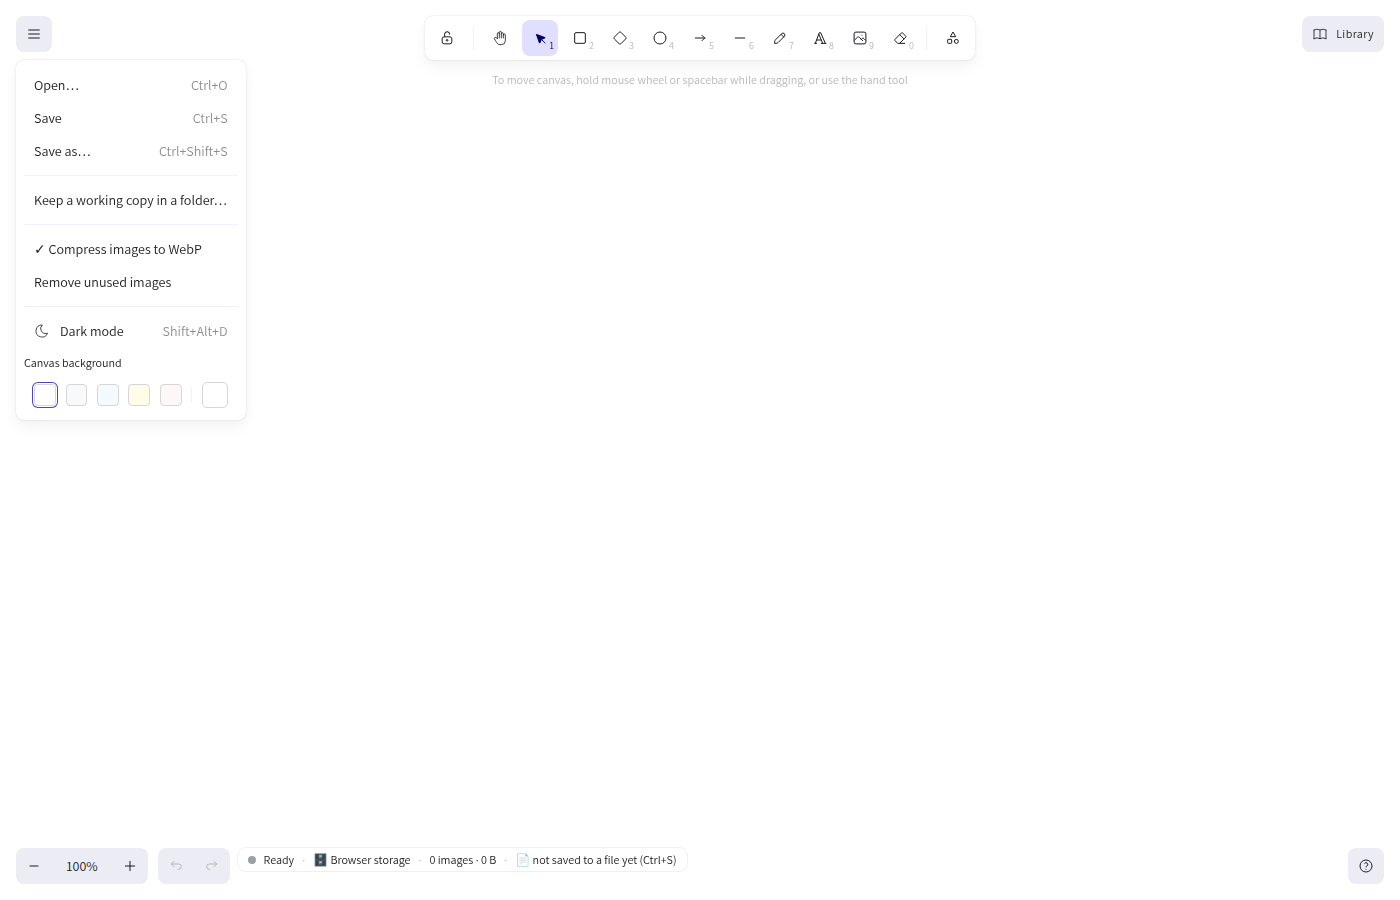 1
2
3
4
5
6
7
8
9
0
Library
To move canvas, hold mouse wheel or spacebar while dragging, or use the hand tool
Open… Ctrl+O
Save Ctrl+S
Save as… Ctrl+Shift+S
Keep a working copy in a folder…
✓ Compress images to WebP
Remove unused images
Dark mode Shift+Alt+D
Canvas background
100%
Ready · Browser storage · 0 images · 0 B · not saved to a file yet (Ctrl+S)